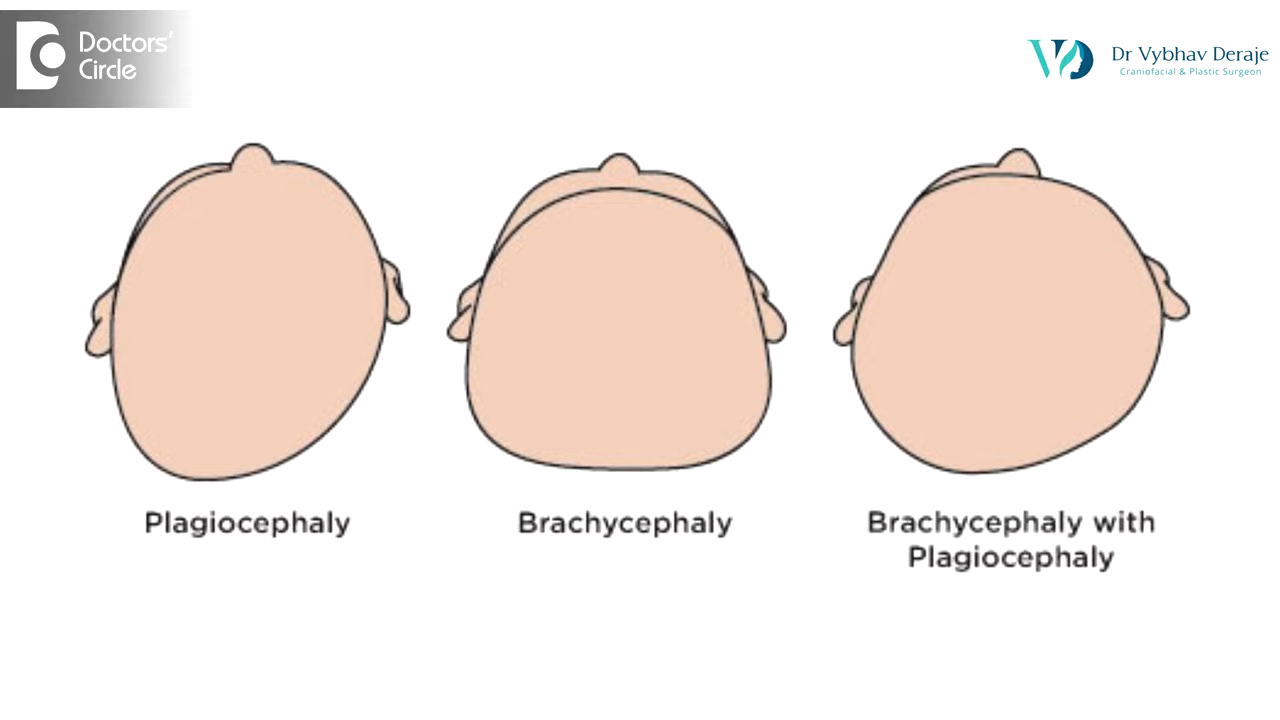 Doctors'
Circle
Dr Vybhav Deraje
Craniofacial & Plastic Surgeon
Plagiocephaly
Brachycephaly
Brachycephaly with
Plagiocephaly